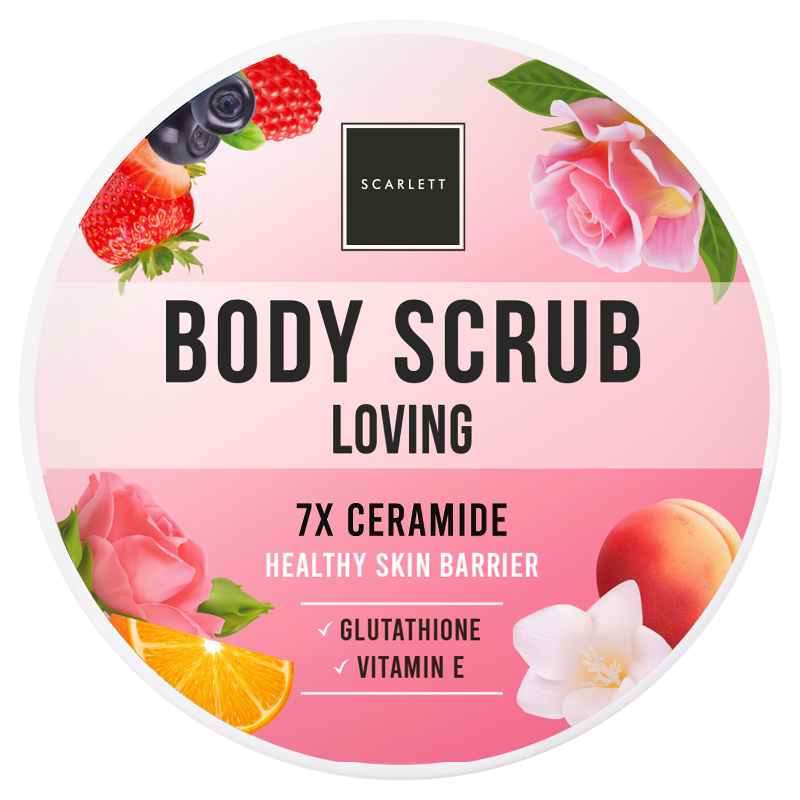 SCARLETT
BODY SCRUB
LOVING
7X CERAMIDE
HEALTHY SKIN BARRIER
✓ GLUTATHIONE
✓ VITAMIN E